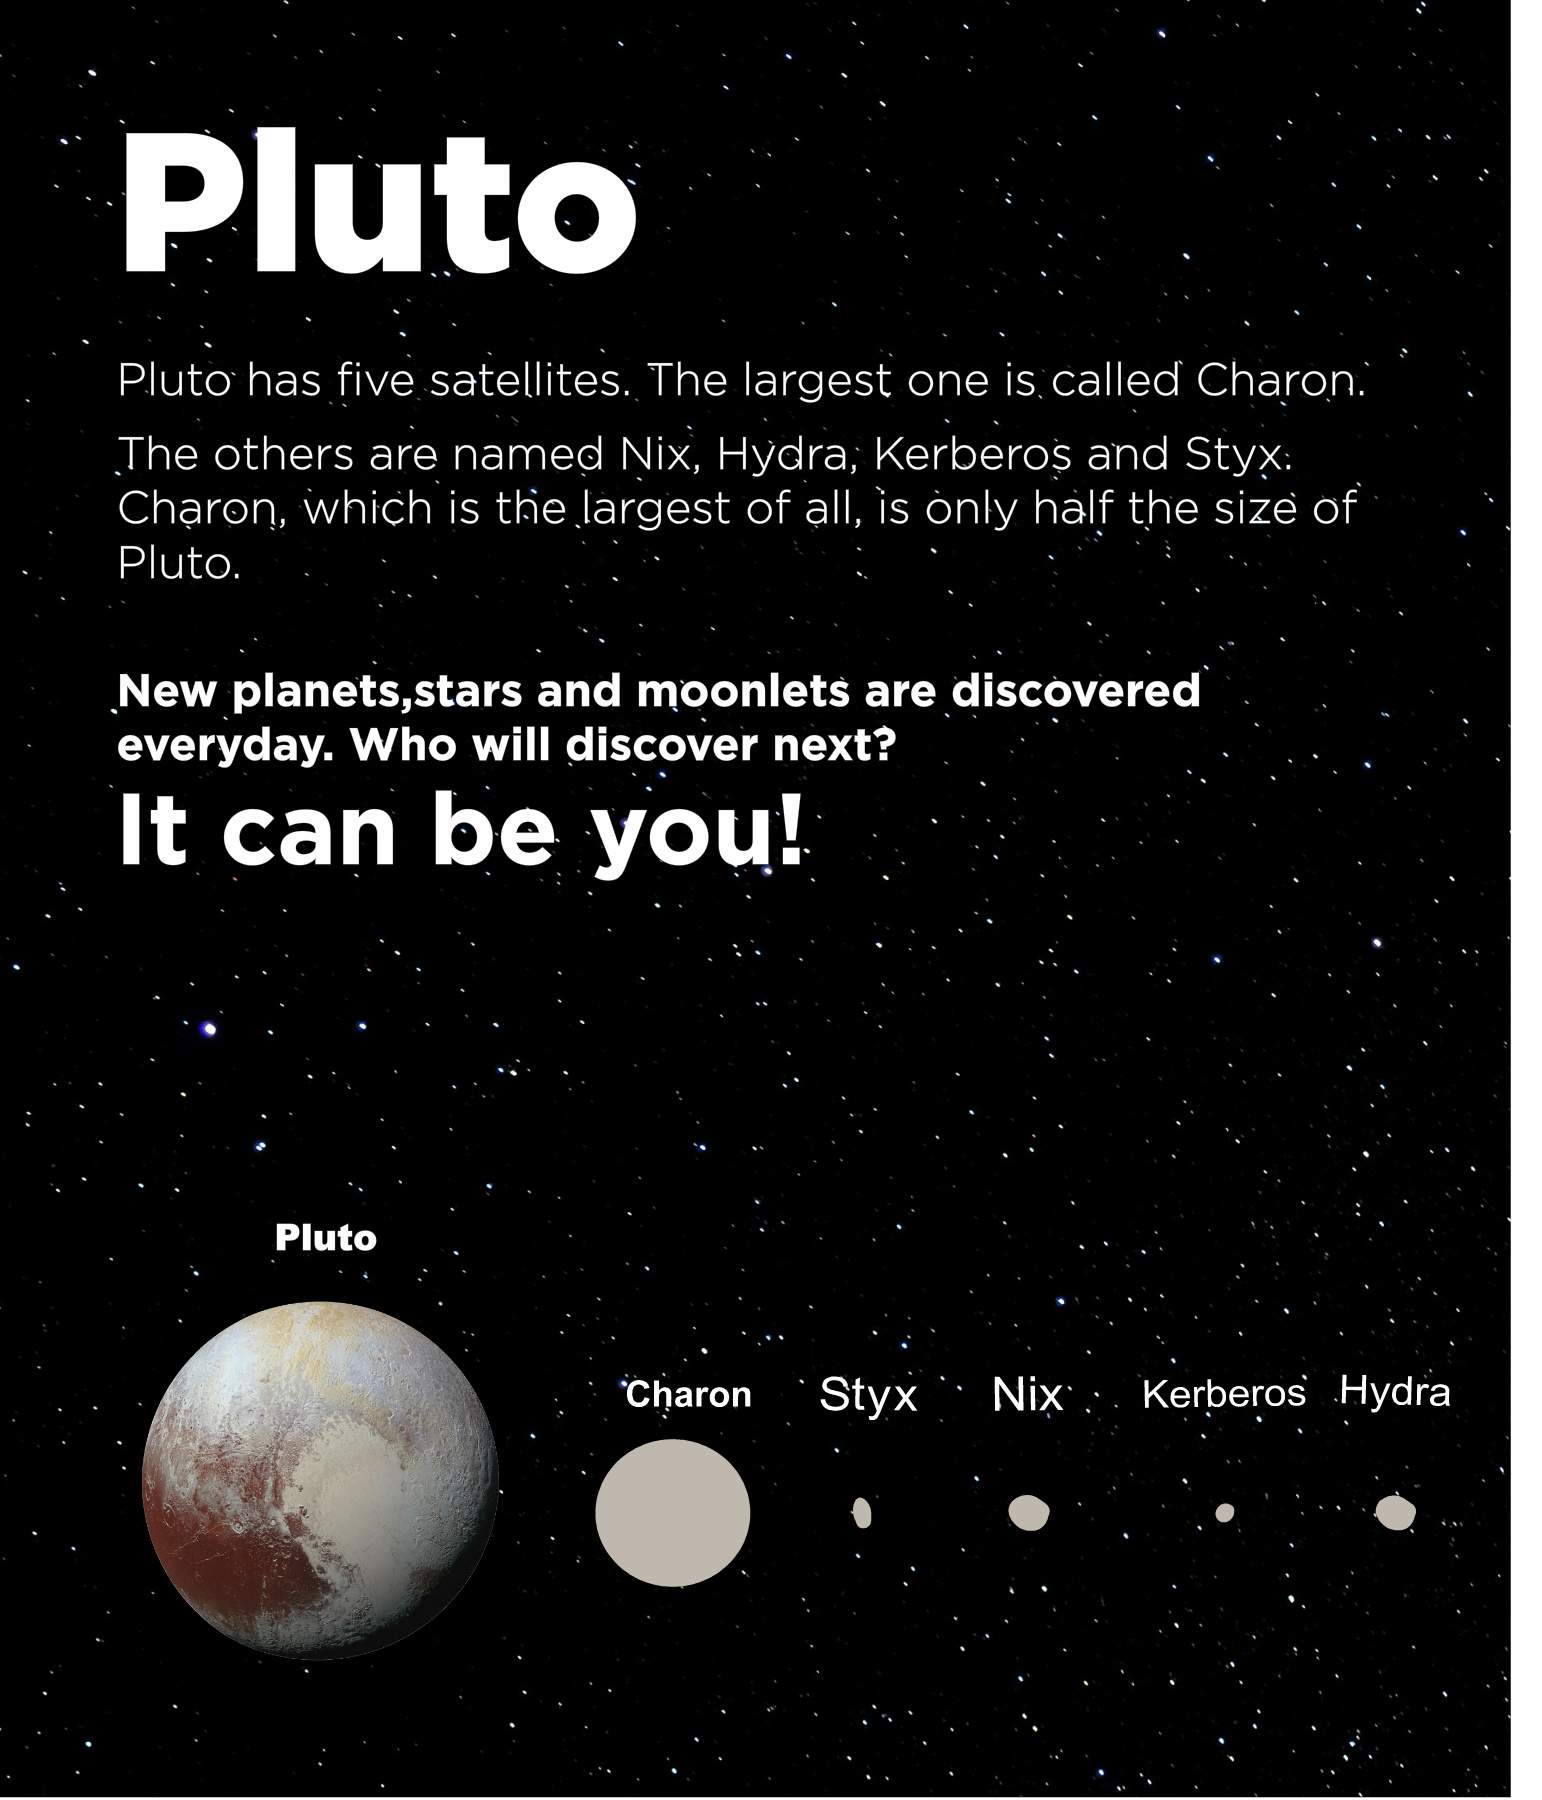 Pluto
Pluto has five satellites. The largest one is called Charon.
The others are named Nix, Hydra, Kerberos and Styx.
Charon, which is the largest of all, is only half the size of
Pluto.
New planets,stars and moonlets are discovered
everyday. Who will discover next?
It can be you!
Pluto
Charon Styx Nix Kerberos Hydra